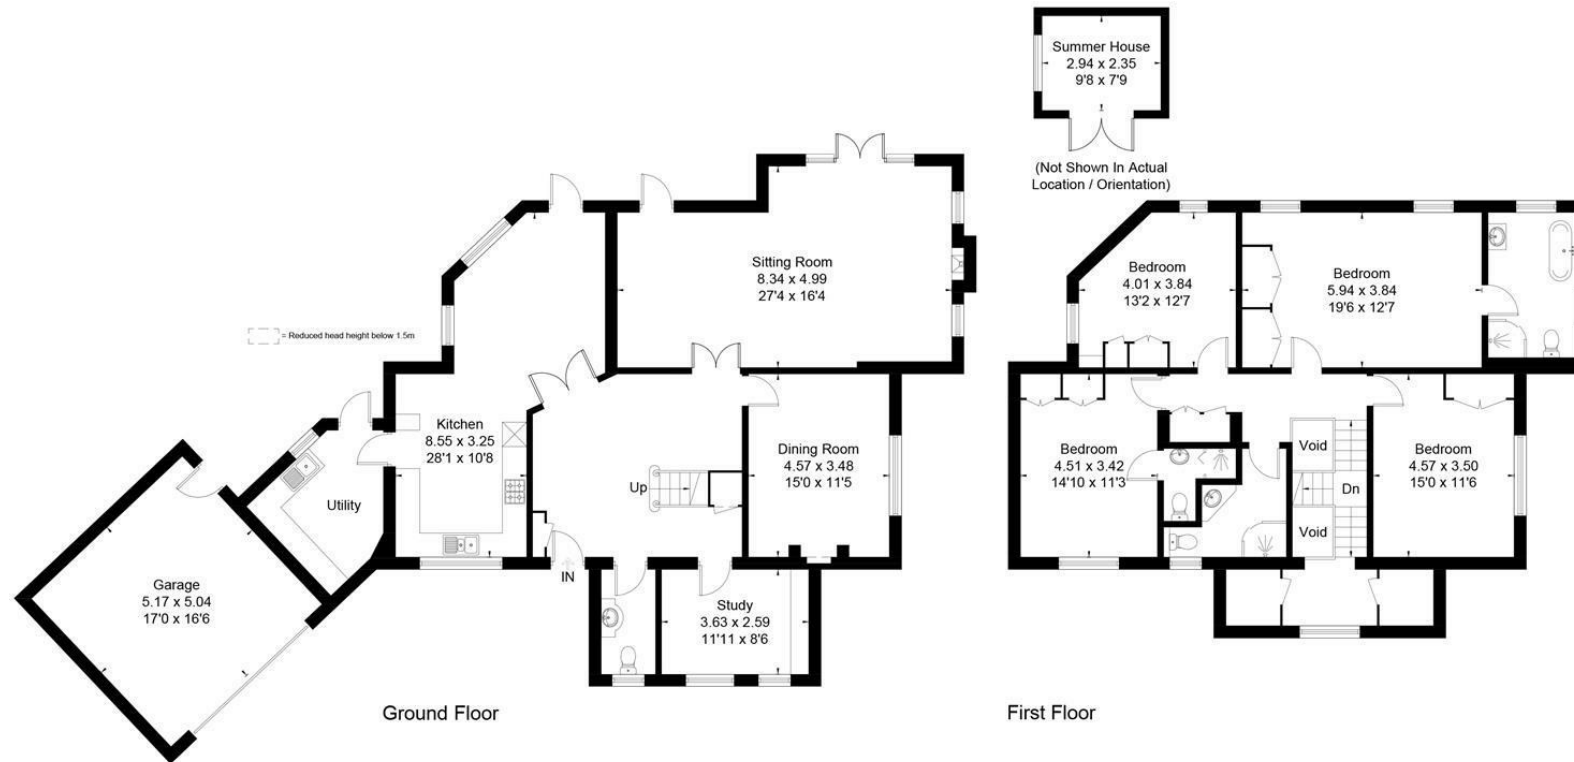 Summer House
2.94 x 2.35
9'8 x 7'9
(Not Shown In Actual
Location / Orientation)
= Reduced head height below 1.5m
Sitting Room
8.34 x 4.99
27'4 x 16'4
Kitchen
8.55 x 3.25
28'1 x 10'8
Dining Room
4.57 x 3.48
15'0 x 11'5
Up
Utility
IN
Garage
5.17 x 5.04
17'0 x 16'6
Study
3.63 x 2.59
11'11 x 8'6
Ground Floor
Bedroom
4.01 x 3.84
13'2 x 12'7
Bedroom
5.94 x 3.84
19'6 x 12'7
Bedroom
4.51 x 3.42
14'10 x 11'3
Void
Dn
Void
Bedroom
4.57 x 3.50
15'0 x 11'6
First Floor